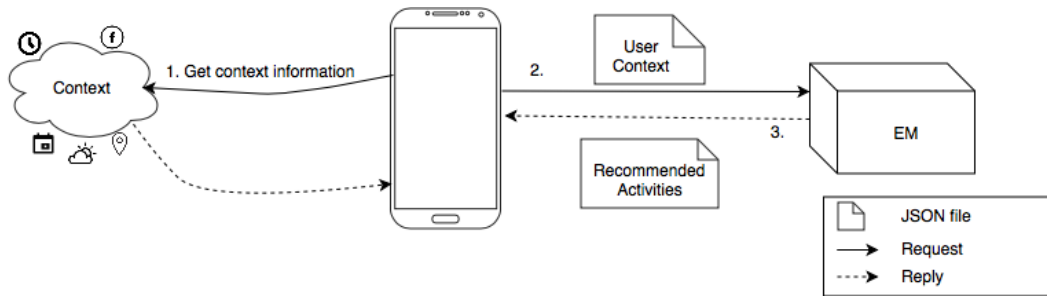 Context
1. Get context information
2.
User
Context
3.
EM
Recommended
Activities
JSON file
Request
Reply